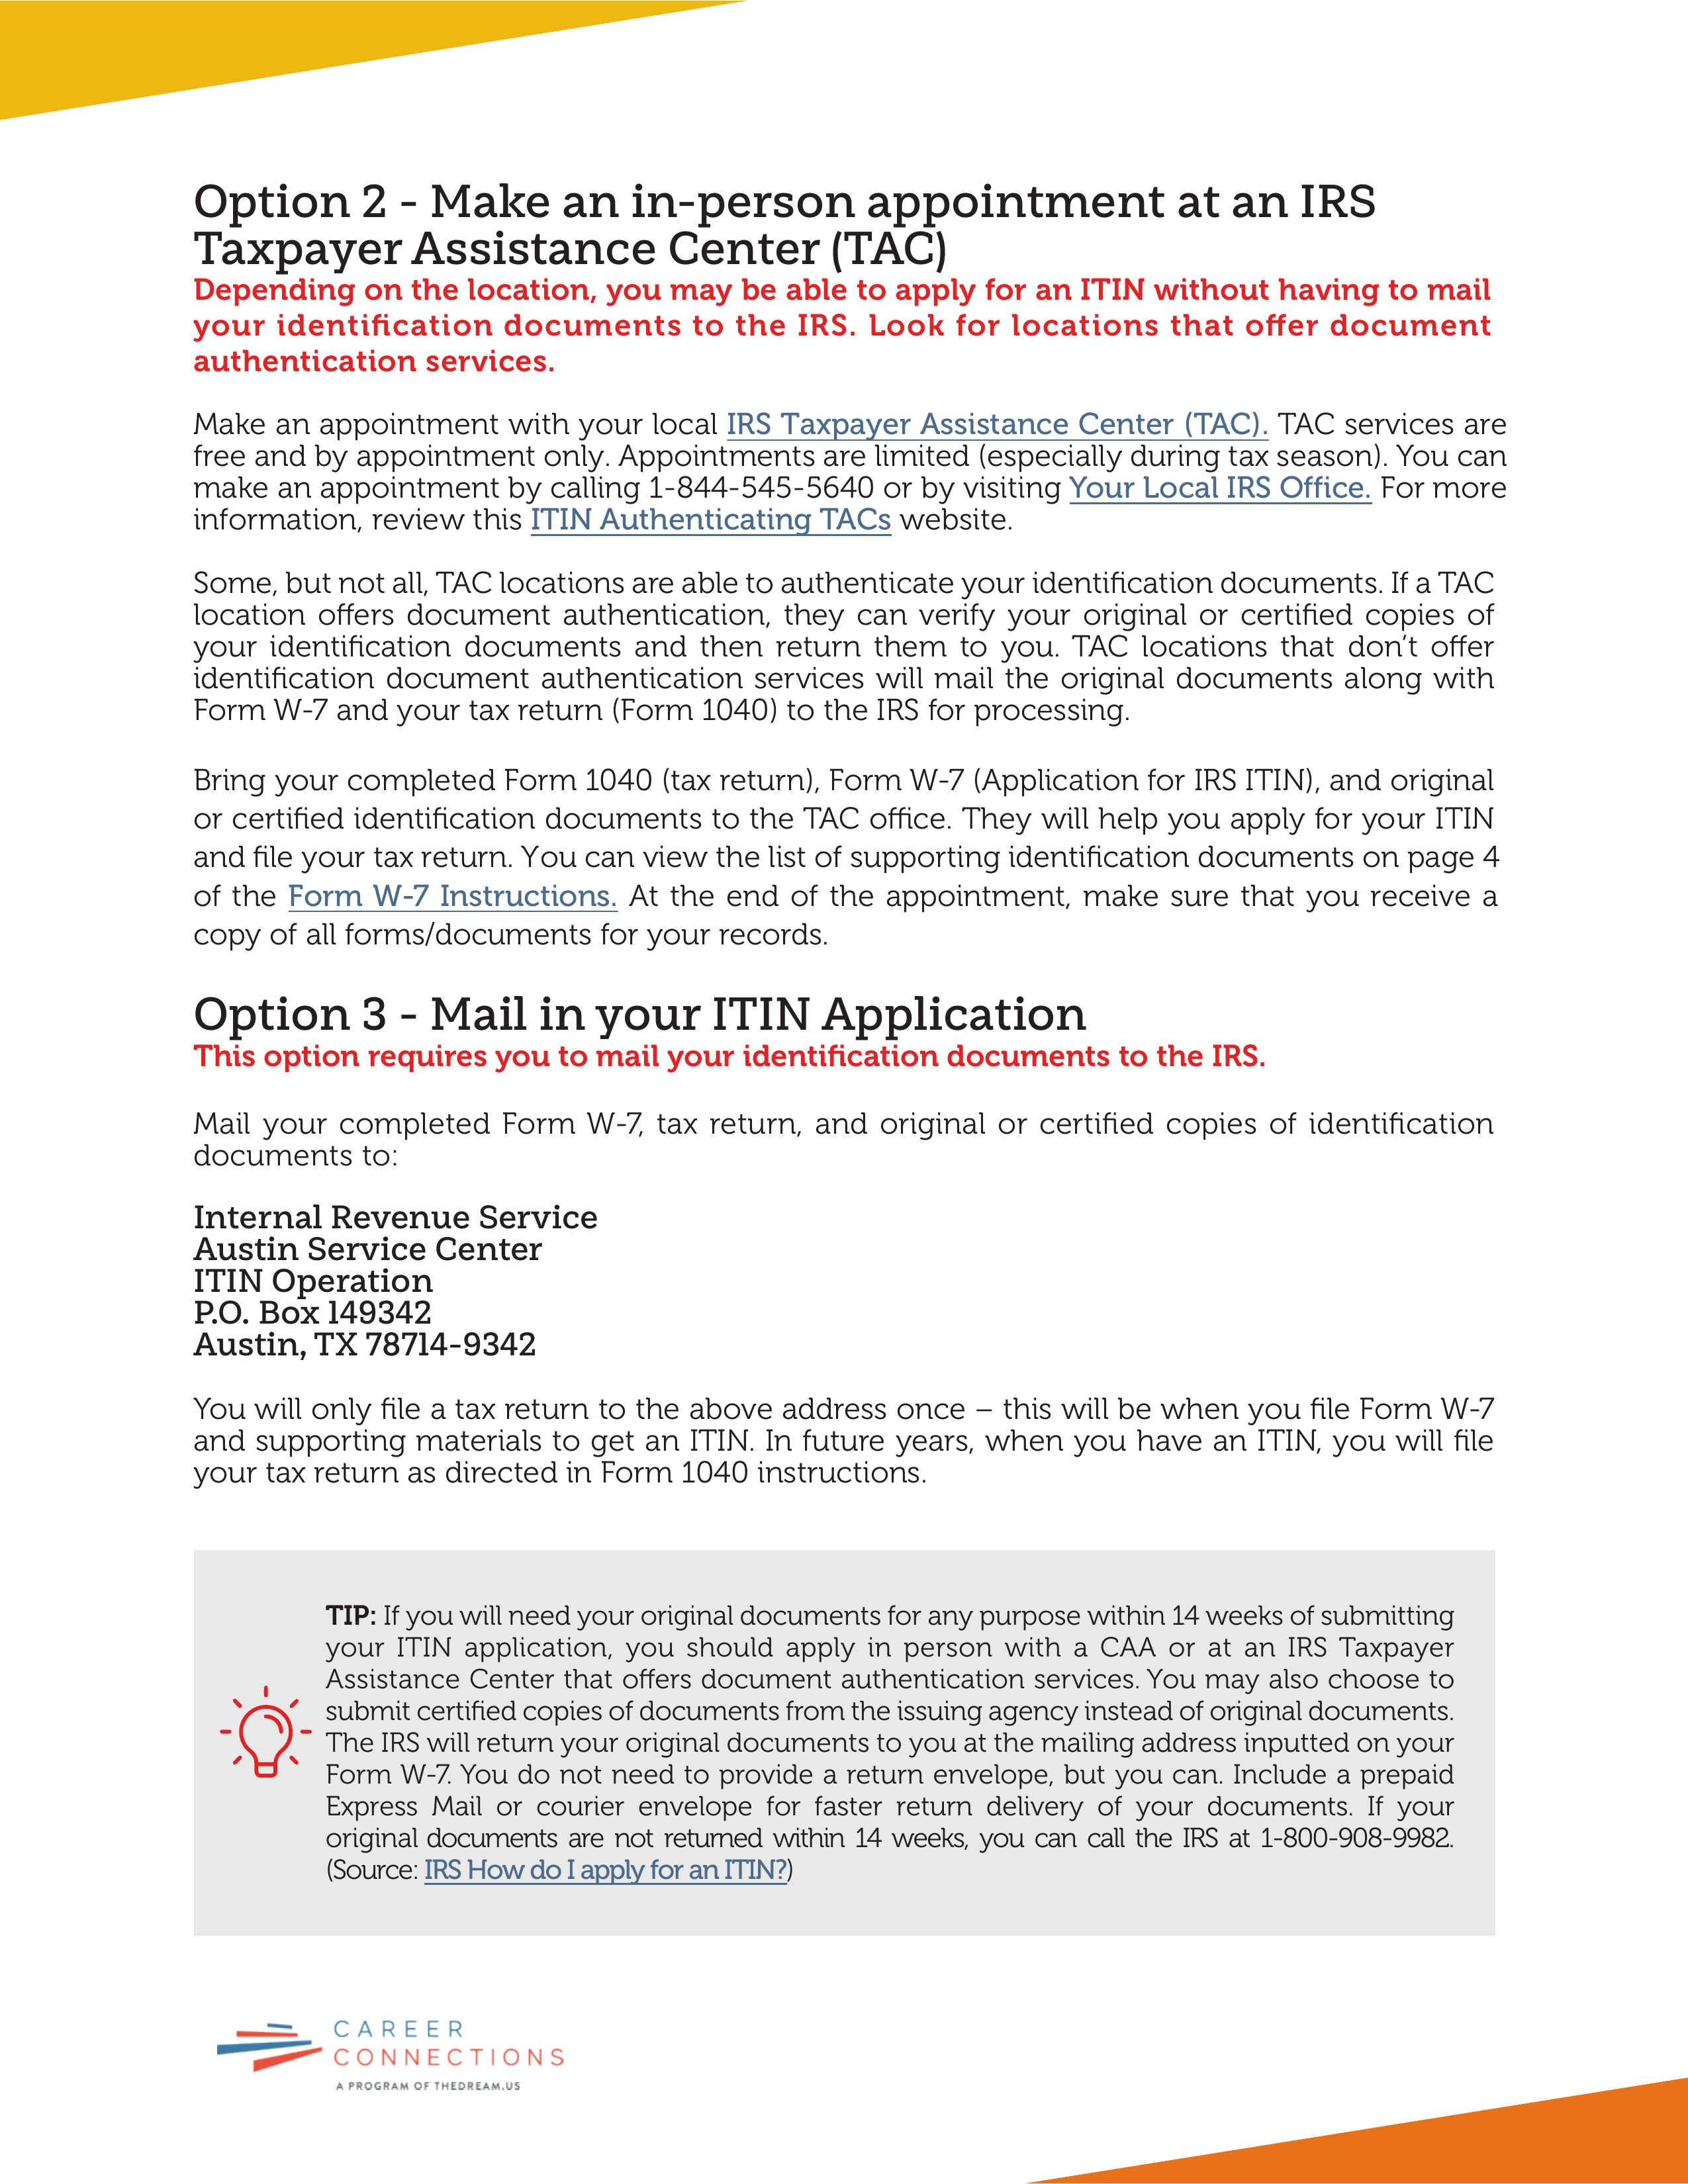 Option 2 - Make an in-person appointment at an IRS
Taxpayer Assistance Center (TAC)
Depending on the location, you may be able to apply for an ITIN without having to mail
your identification documents to the IRS. Look for locations that offer document
authentication services.
Make an appointment with your local IRS Taxpayer Assistance Center (TAC). TAC services are
free and by appointment only. Appointments are limited (especially during tax season). You can
make an appointment by calling 1-844-545-5640 or by visiting Your Local IRS Office. For more
information, review this ITIN Authenticating TACs website.
Some, but not all, TAC locations are able to authenticate your identification documents. If a TAC
location offers document authentication, they can verify your original or certified copies of
your identification documents and then return them to you. TAC locations that don't offer
identification document authentication services will mail the original documents along with
Form W-7 and your tax return (Form 1040) to the IRS for processing.
Bring your completed Form 1040 (tax return), Form W-7 (Application for IRS ITIN), and original
or certified identification documents to the TAC office. They will help you apply for your ITIN
and file your tax return. You can view the list of supporting identification documents on page 4
of the Form W-7 Instructions. At the end of the appointment, make sure that you receive a
copy of all forms/documents for your records.
Option 3 - Mail in your ITIN Application
This option requires you to mail your identification documents to the IRS.
Mail your completed Form W-7, tax return, and original or certified copies of identification
documents to:
Internal Revenue Service
Austin Service Center
ITIN Operation
P.O. Box 149342
Austin, TX 78714-9342
You will only file a tax return to the above address once – this will be when you file Form W-7
and supporting materials to get an ITIN. In future years, when you have an ITIN, you will file
your tax return as directed in Form 1040 instructions.
TIP: If you will need your original documents for any purpose within 14 weeks of submitting
your ITIN application, you should apply in person with a CAA or at an IRS Taxpayer
Assistance Center that offers document authentication services. You may also choose to
submit certified copies of documents from the issuing agency instead of original documents.
The IRS will return your original documents to you at the mailing address inputted on your
Form W-7. You do not need to provide a return envelope, but you can. Include a prepaid
Express Mail or courier envelope for faster return delivery of your documents. If your
original documents are not returned within 14 weeks, you can call the IRS at 1-800-908-9982.
(Source: IRS How do I apply for an ITIN?)
CAREER
CONNECTIONS
A PROGRAM OF THEDREAM.US